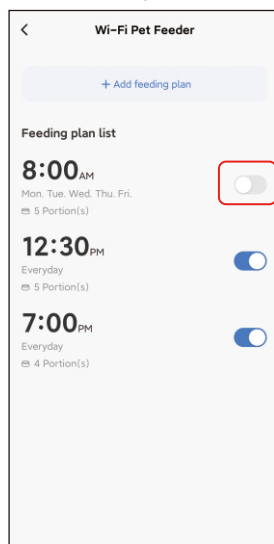 Wi-Fi Pet Feeder
+ Add feeding plan
Feeding plan list
8:00AM
Mon. Tue. Wed. Thu. Fri.
5 Portion(s)
12:30PM
Everyday
5 Portion(s)
7:00PM
Everyday
4 Portion(s)